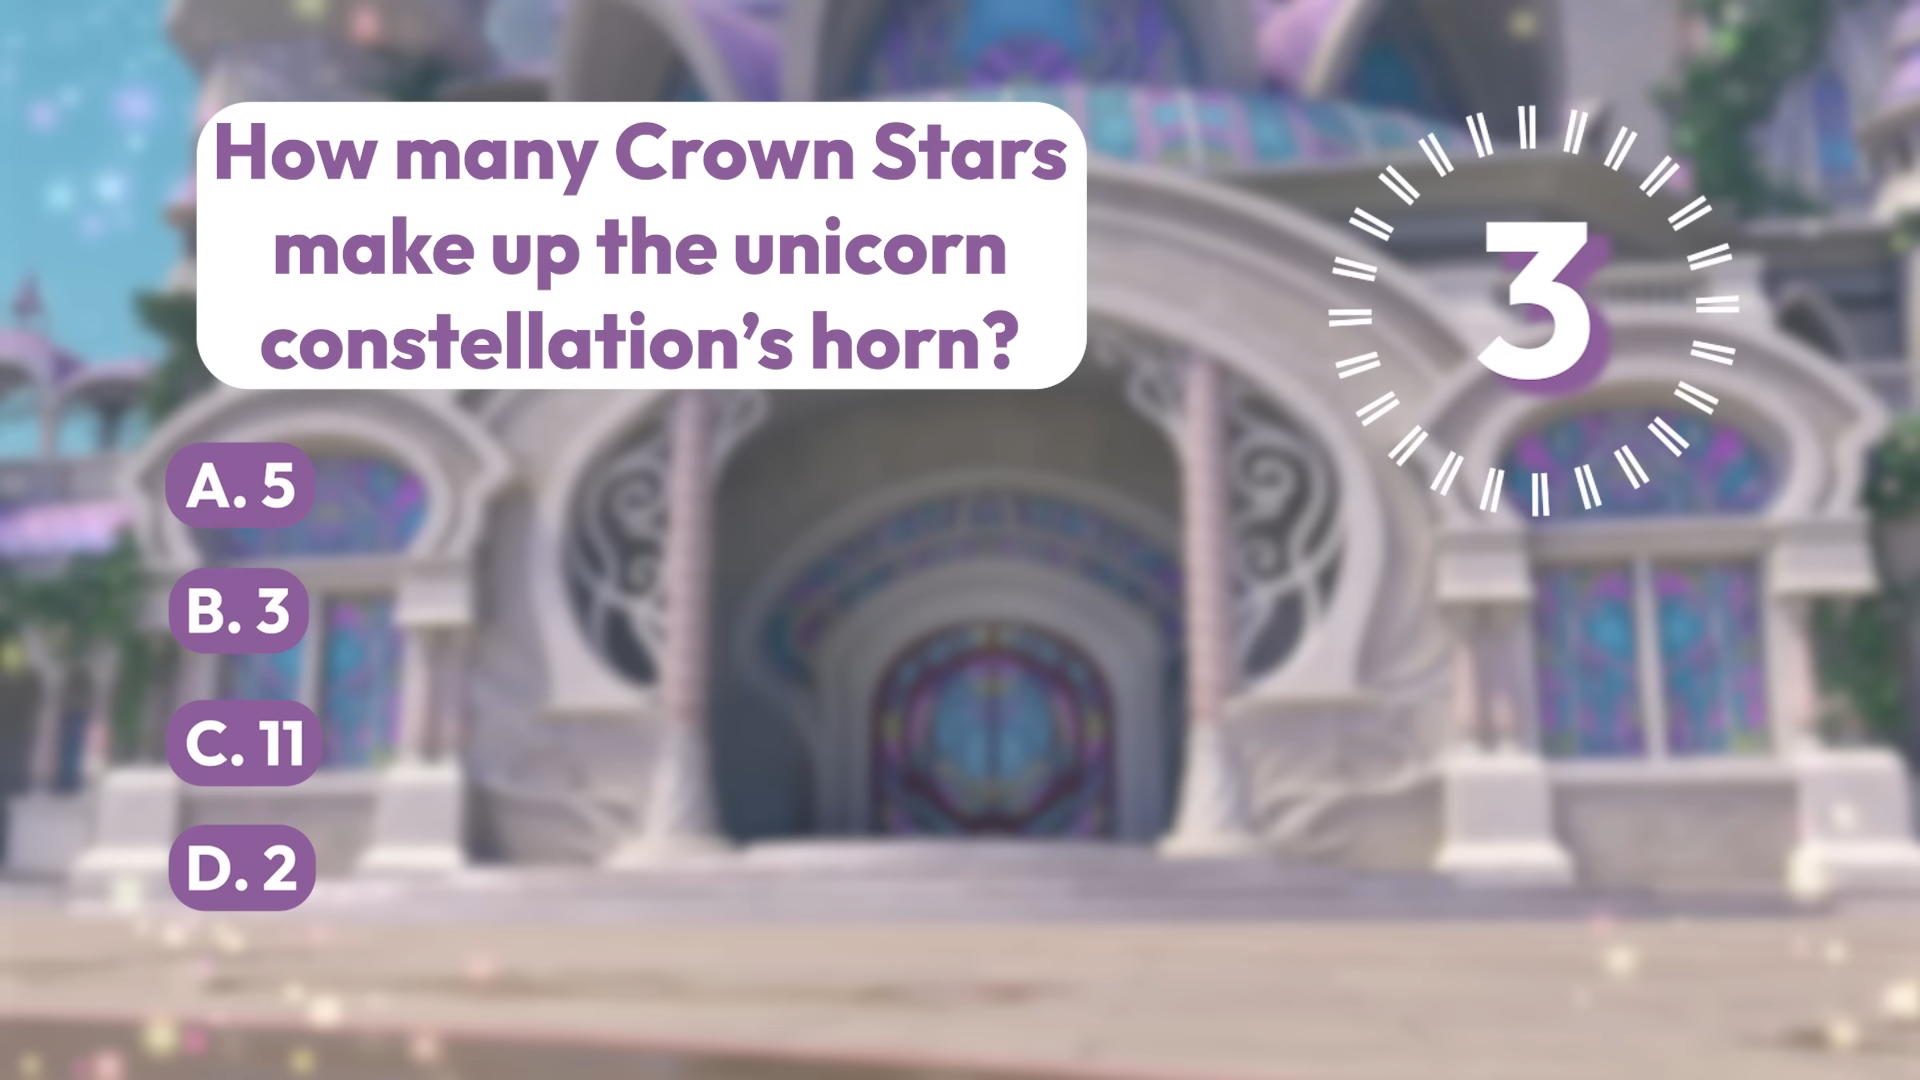 How many Crown Stars
make up the unicorn
constellation’s horn?
3
A. 5
B. 3
C. 11
D. 2